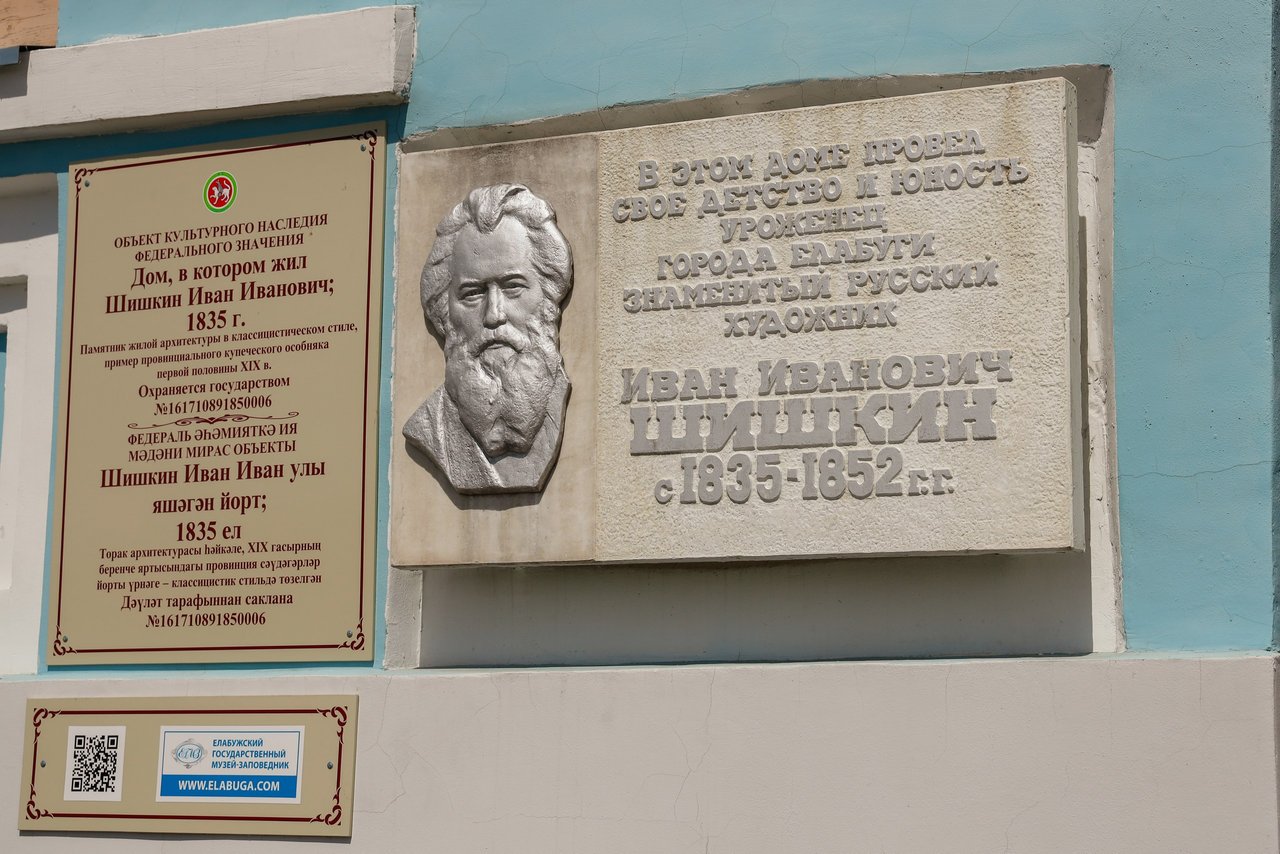 ОБЪЕКТ КУЛЬТУРНОГО НАСЛЕДИЯ
ФЕДЕРАЛЬНОГО ЗНАЧЕНИЯ
Дом, в котором жил
Шишкин Иван Иванович;
1835 г.
Памятник жилой архитектуры в классицистическом стиле,
пример провинциального купеческого особняка
первой половины XIX в.
Охраняется государством
№161710891850006
ФЕДЕРАЛЬ ӘҺӘМИЯТКӘ ИЯ
МӘДӘНИ МИРАС ОБЪЕКТЫ
Шишкин Иван Иван улы
яшәгән йорт;
1835 ел
Торак архитектурасы һәйкәле, XIX гасырның
беренче яртысындагы провинция сәүдәгәрләр
йорты үрнәге – классицистик стильдә төзелгән
Дәүләт тарафыннан саклана
№161710891850006
В ЭТОМ ДОМЕ ПРОВЕЛ
СВОЕ ДЕТСТВО И ЮНОСТЬ
УРОЖЕНЕЦ
ГОРОДА ЕЛАБУГИ
ЗНАМЕНИТЫЙ РУССКИЙ
ХУДОЖНИК
ИВАН ИВАНОВИЧ
ШИШКИН
с 1835-1852 г.г.
ЕГМЗ
ЕЛАБУЖСКИЙ
ГОСУДАРСТВЕННЫЙ
МУЗЕЙ-ЗАПОВЕДНИК
WWW.ELABUGA.COM